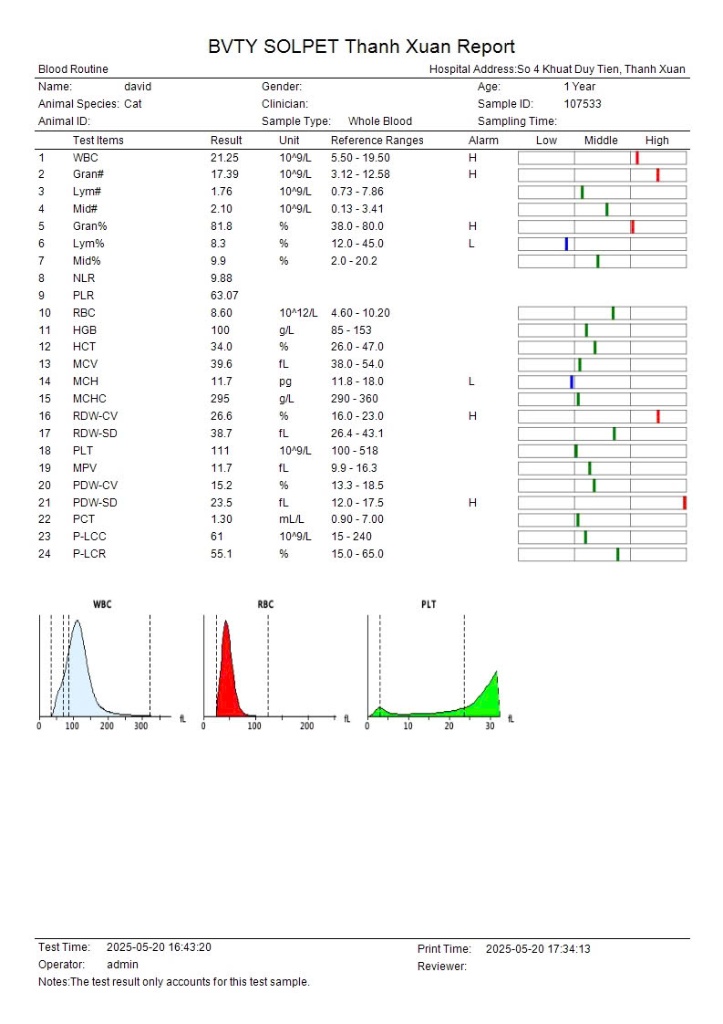 BVTY SOLPET Thanh Xuan Report
Blood Routine Hospital Address:So 4 Khuat Duy Tien, Thanh Xuan
Name: david Gender: Age: 1 Year
Animal Species: Cat Clinician: Sample ID: 107533
Animal ID: Sample Type: Whole Blood Sampling Time:
Test Items Result Unit Reference Ranges Alarm Low Middle High
1 WBC 21.25 10^9/L 5.50 - 19.50 H
2 Gran# 17.39 10^9/L 3.12 - 12.58 H
3 Lym# 1.76 10^9/L 0.73 - 7.86
4 Mid# 2.10 10^9/L 0.13 - 3.41
5 Gran% 81.8 % 38.0 - 80.0 H
6 Lym% 8.3 % 12.0 - 45.0 L
7 Mid% 9.9 % 2.0 - 20.2
8 NLR 9.88
9 PLR 63.07
10 RBC 8.60 10^12/L 4.60 - 10.20
11 HGB 100 g/L 85 - 153
12 HCT 34.0 % 26.0 - 47.0
13 MCV 39.6 fL 38.0 - 54.0
14 MCH 11.7 pg 11.8 - 18.0 L
15 MCHC 295 g/L 290 - 360
16 RDW-CV 26.6 % 16.0 - 23.0 H
17 RDW-SD 38.7 fL 26.4 - 43.1
18 PLT 111 10^9/L 100 - 518
19 MPV 11.7 fL 9.9 - 16.3
20 PDW-CV 15.2 % 13.3 - 18.5
21 PDW-SD 23.5 fL 12.0 - 17.5 H
22 PCT 1.30 mL/L 0.90 - 7.00
23 P-LCC 61 10^9/L 15 - 240
24 P-LCR 55.1 % 15.0 - 65.0
WBC RBC PLT
0 100 200 300 fL 0 100 200 fL 0 10 20 30 fL
Test Time: 2025-05-20 16:43:20 Print Time: 2025-05-20 17:34:13
Operator: admin Reviewer:
Notes:The test result only accounts for this test sample.